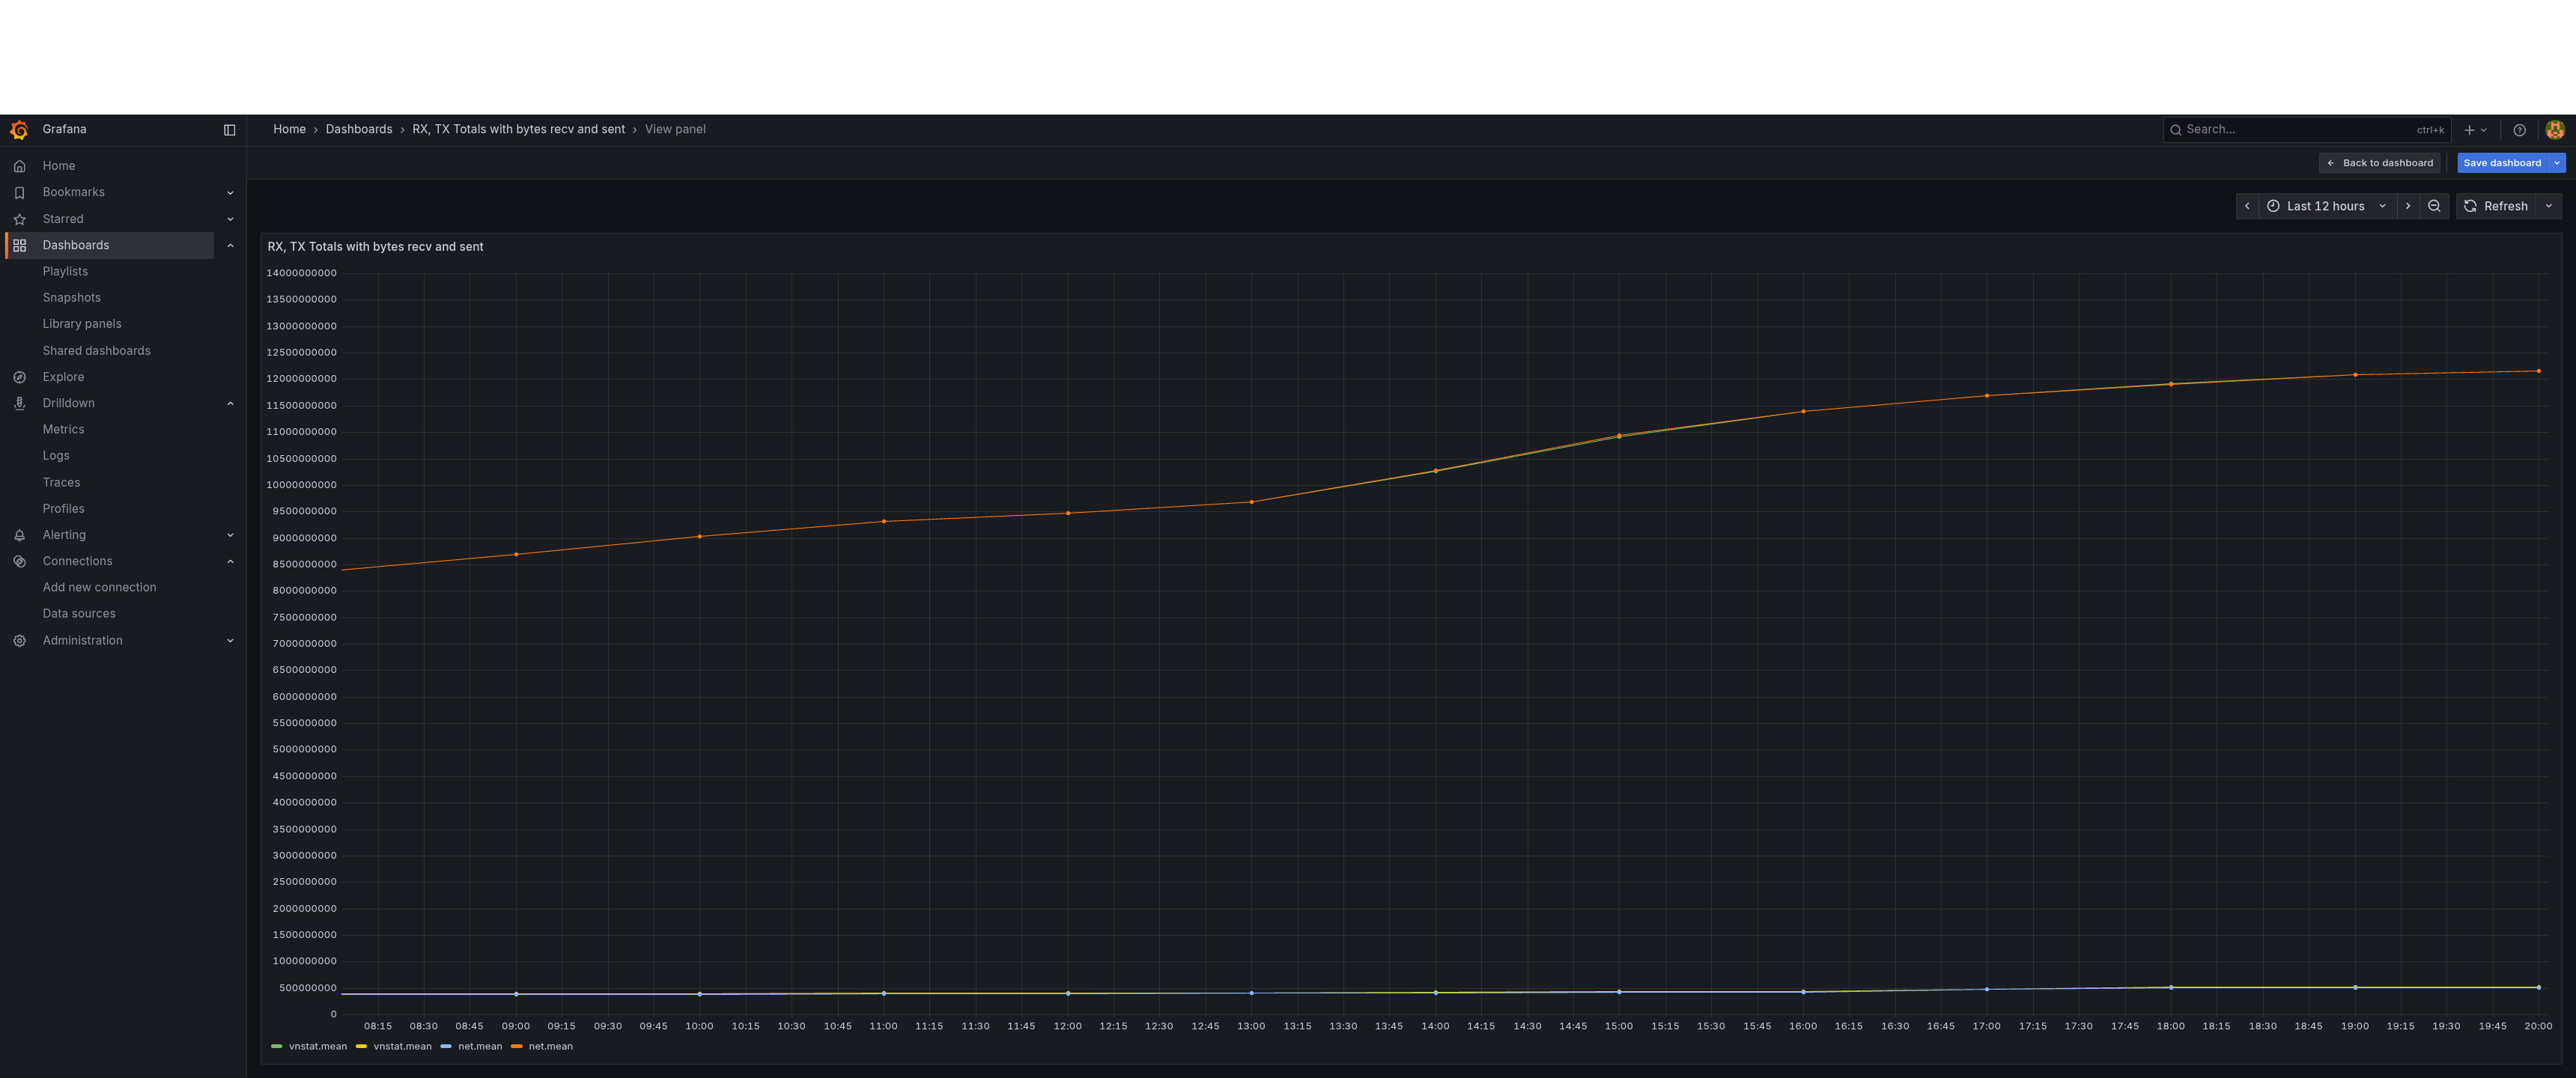 Grafana
Home › Dashboards › RX, TX Totals with bytes recv and sent › View panel
Search...
ctrl+k
Back to dashboard
Save dashboard
Home
Bookmarks
Starred
Dashboards
Playlists
Snapshots
Library panels
Shared dashboards
Explore
Drilldown
Metrics
Logs
Traces
Profiles
Alerting
Connections
Add new connection
Data sources
Administration
Last 12 hours
Refresh
RX, TX Totals with bytes recv and sent
14000000000
13500000000
13000000000
12500000000
12000000000
11500000000
11000000000
10500000000
10000000000
9500000000
9000000000
8500000000
8000000000
7500000000
7000000000
6500000000
6000000000
5500000000
5000000000
4500000000
4000000000
3500000000
3000000000
2500000000
2000000000
1500000000
1000000000
500000000
0
08:15 08:30 08:45 09:00 09:15 09:30 09:45 10:00 10:15 10:30 10:45 11:00 11:15 11:30 11:45 12:00 12:15 12:30 12:45 13:00 13:15 13:30 13:45 14:00 14:15 14:30 14:45 15:00 15:15 15:30 15:45 16:00 16:15 16:30 16:45 17:00 17:15 17:30 17:45 18:00 18:15 18:30 18:45 19:00 19:15 19:30 19:45 20:00
vnstat.mean vnstat.mean net.mean net.mean